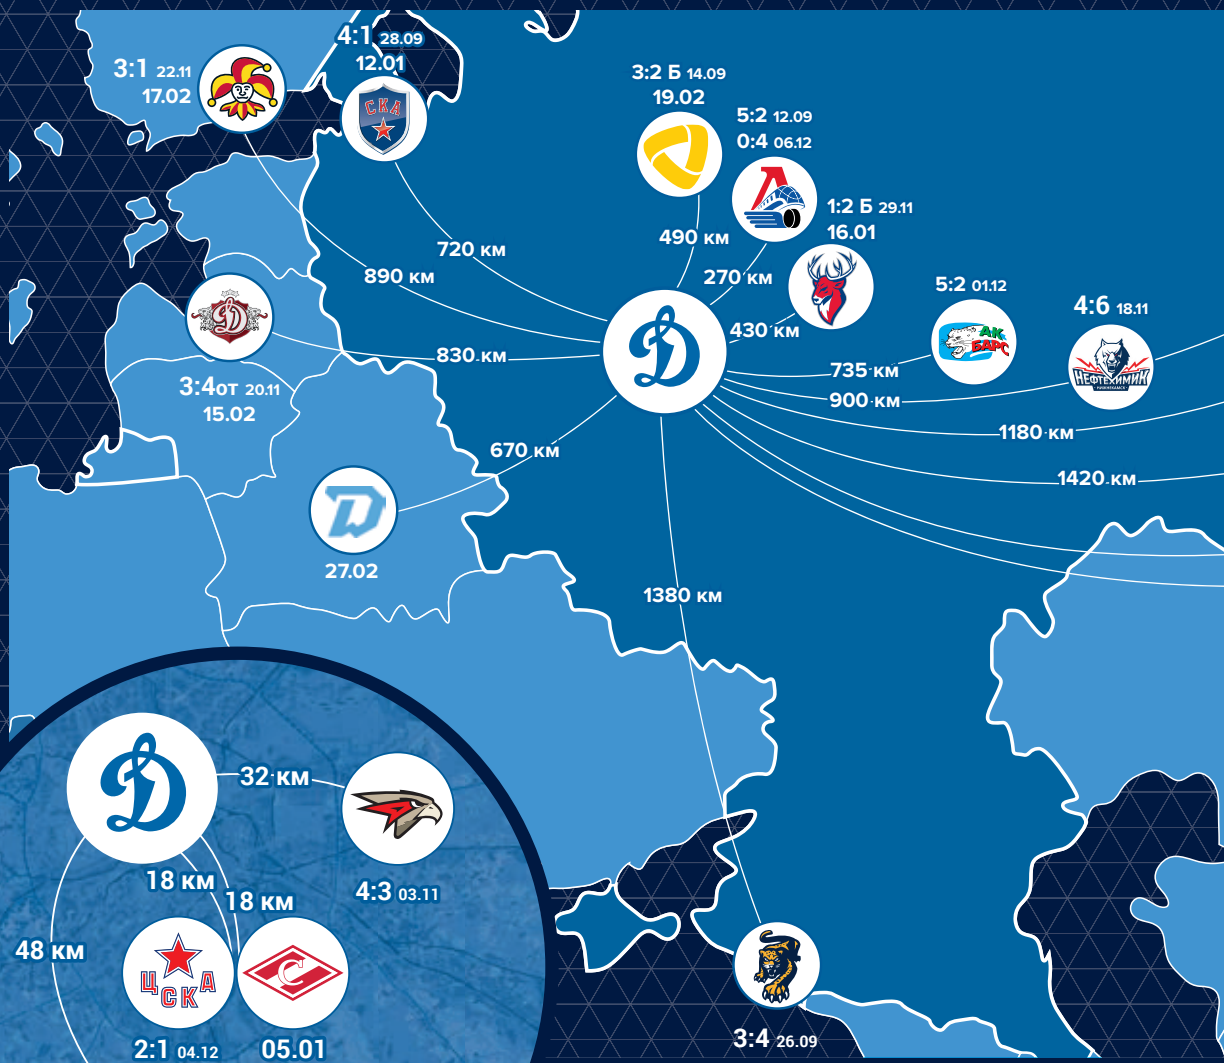 4:1 28.09
12.01
3:1 22.11
17.02
СКА
3:2 Б 14.09
19.02
5:2 12.09
0:4 06.12
1:2 Б 29.11
16.01
490 км
720 км
270 км
890 км
5:2 01.12
4:6 18.11
Д
Д
430 км
АК
БАРС
НЕФТЕХИМИК
НИЖНЕКАМСК
830 км
735 км
900 км
3:4от 20.11
15.02
1180 км
670 км
1420 км
27.02
1380 км
Д
32 км
18 км
4:3 03.11
18 км
48 км
ЦСКА
С
2:1 04.12
05.01
3:4 26.09